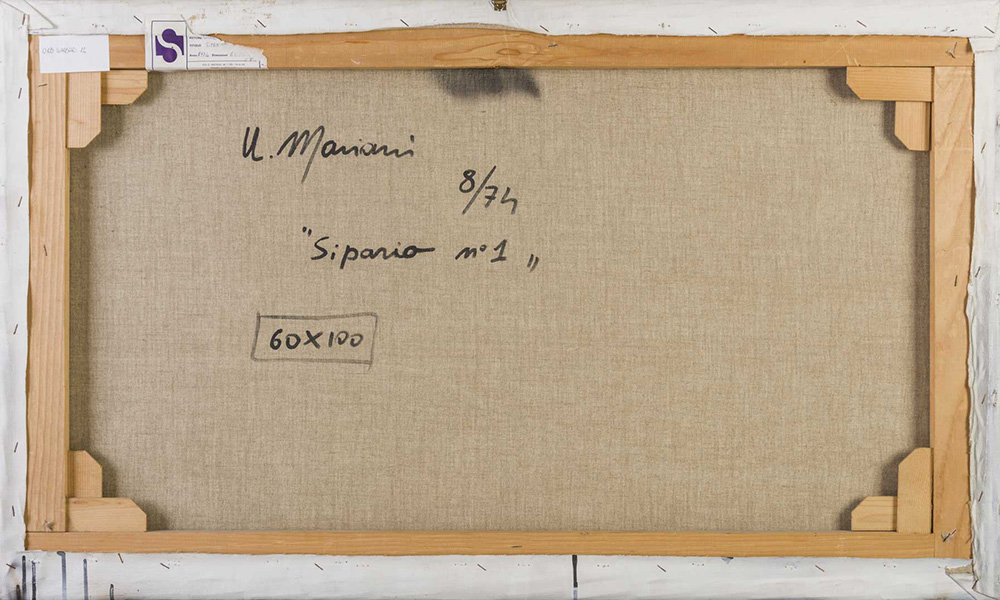 S
U. Mariani
8/74
"Sipario n° 1"
60X100